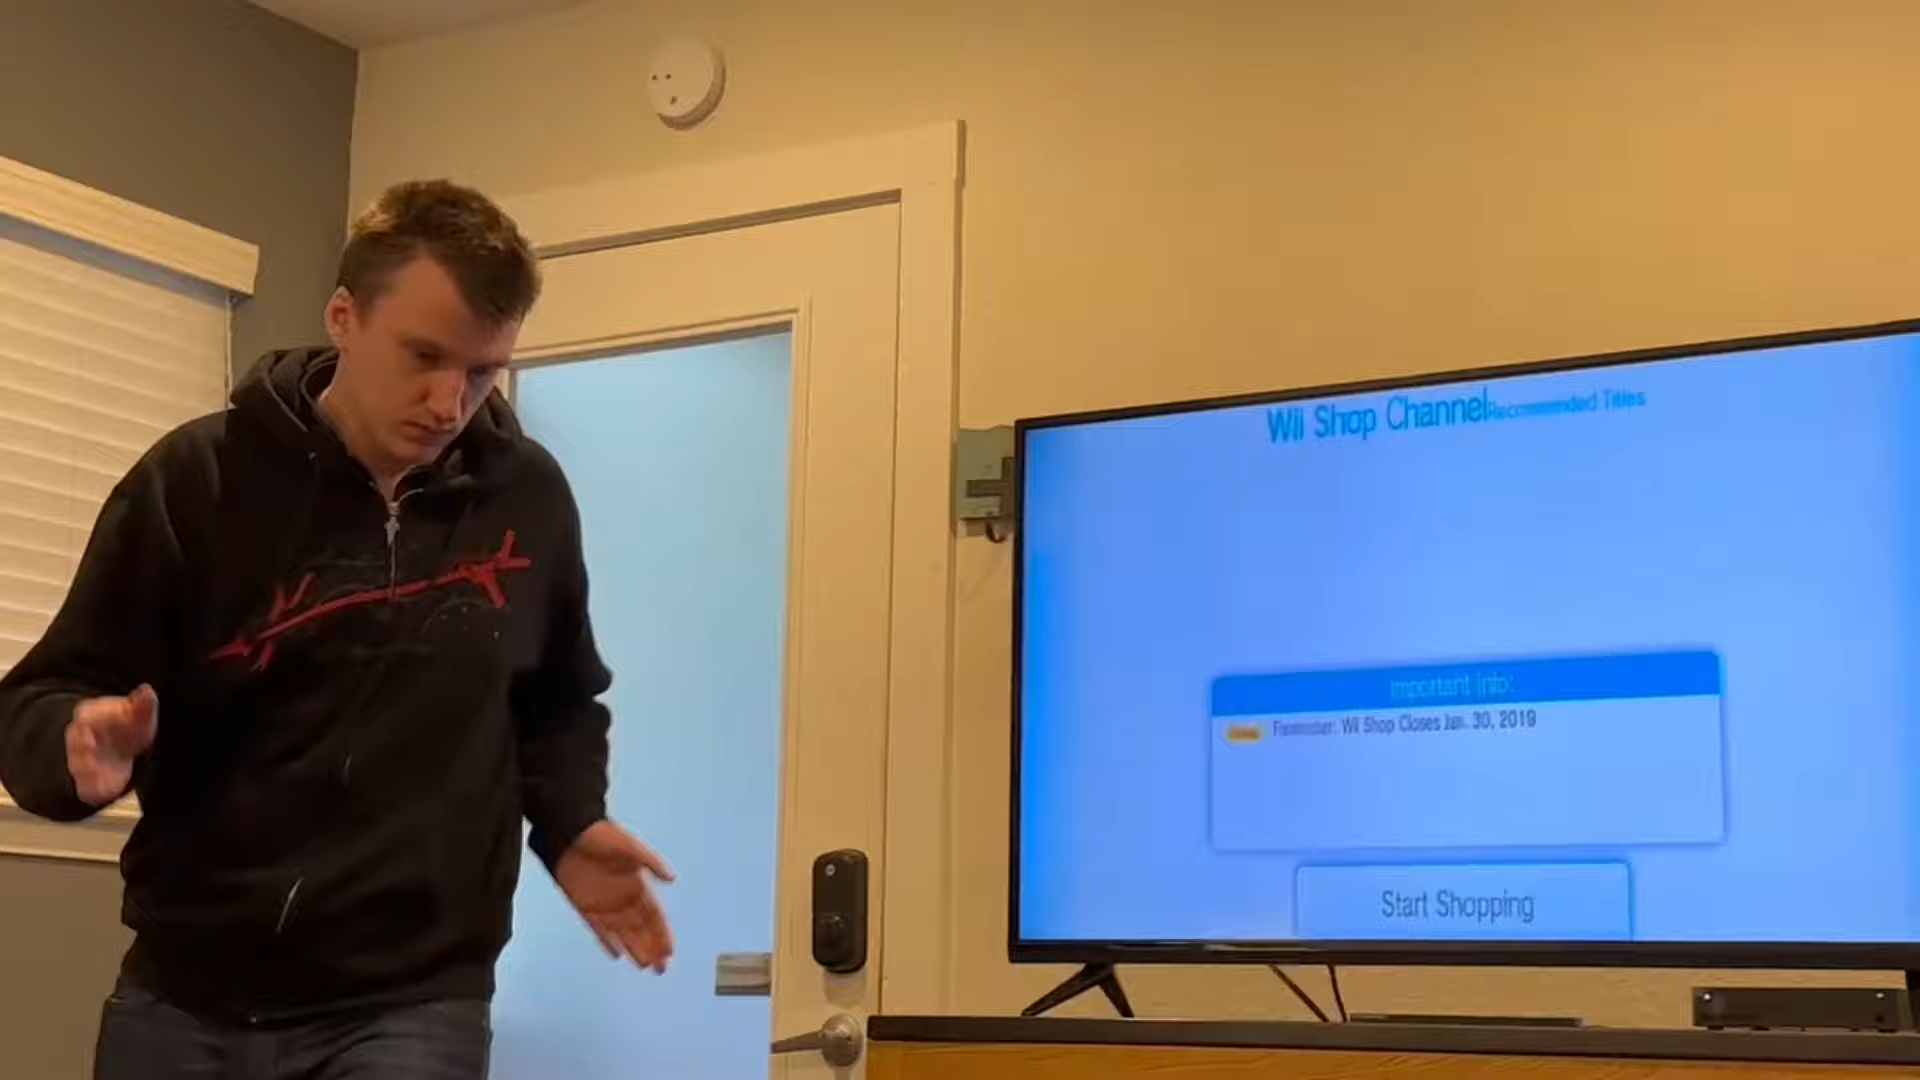 Wii Shop Channel Recommended Titles
Important Info:
Reminder: Wii Shop Closes Jan. 30, 2019
Start Shopping